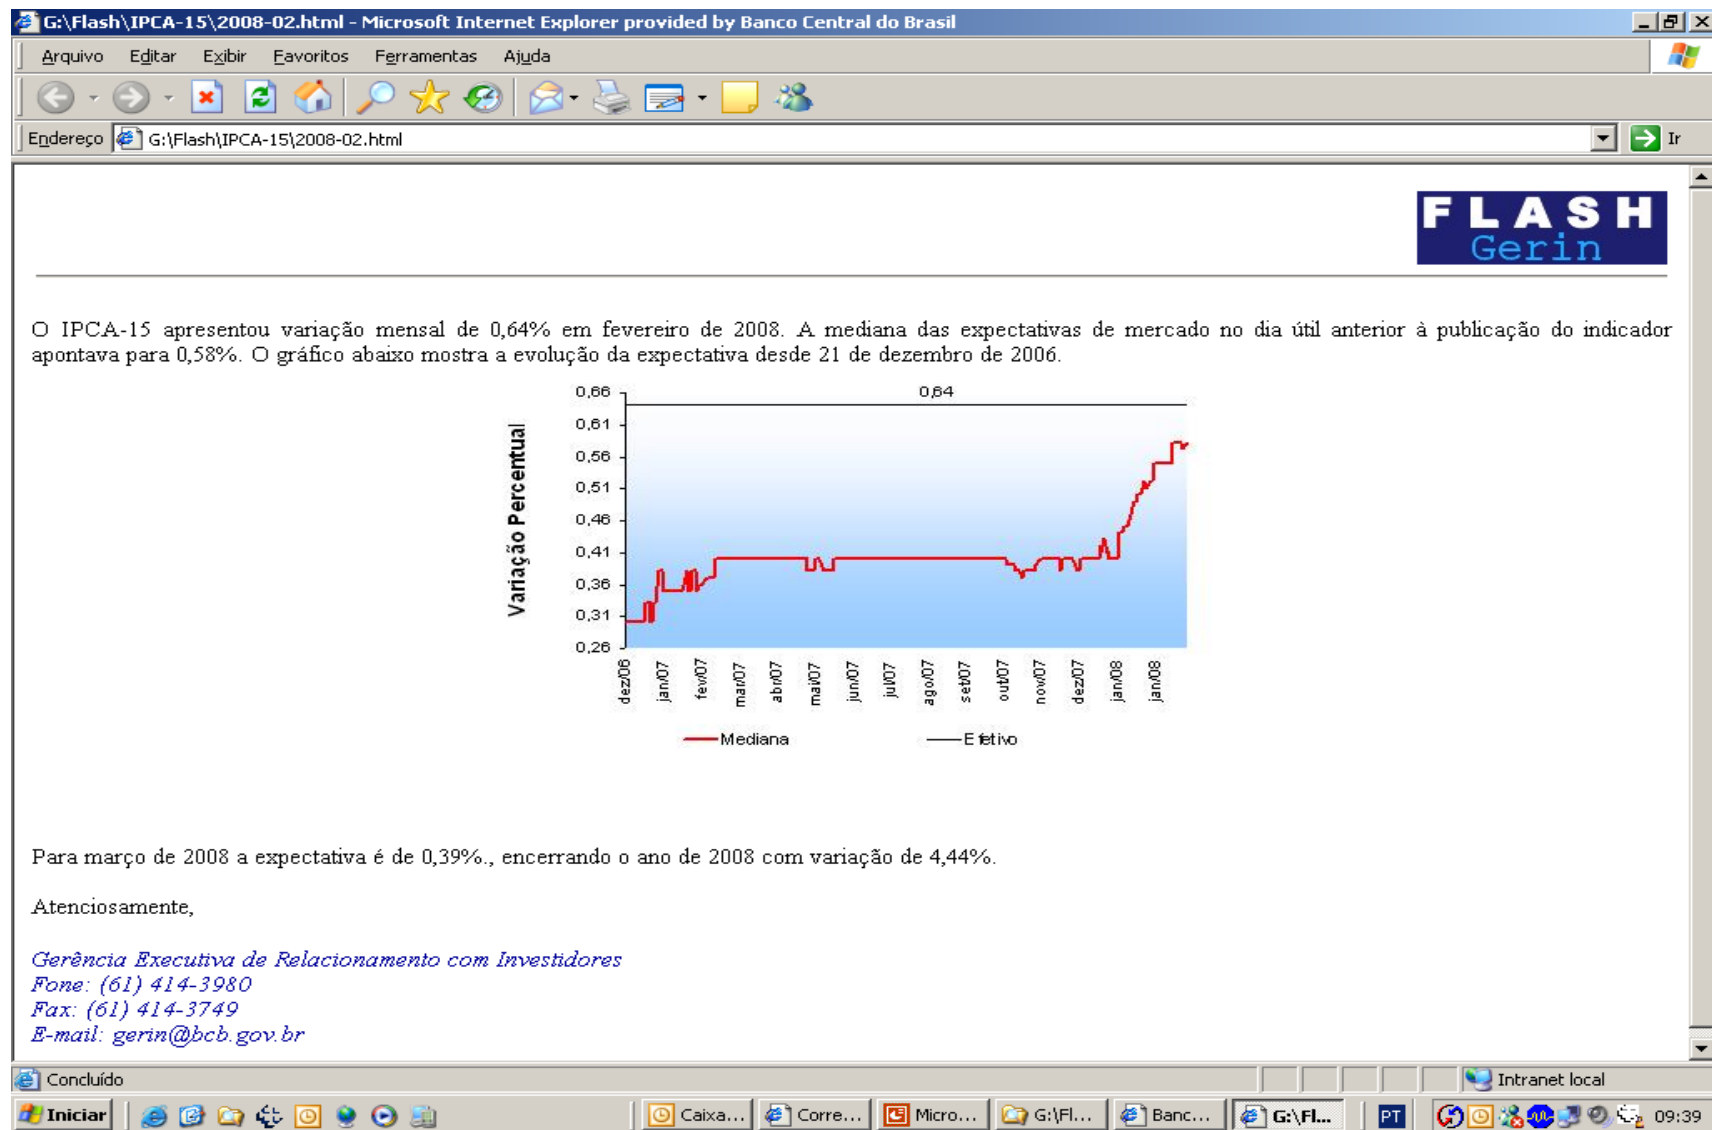 G:\Flash\IPCA-15\2008-02.html - Microsoft Internet Explorer provided by Banco Central do Brasil
Arquivo Editar Exibir Favoritos Ferramentas Ajuda
Endereço G:\Flash\IPCA-15\2008-02.html Ir
FLASH
Gerin
O IPCA-15 apresentou variação mensal de 0,64% em fevereiro de 2008. A mediana das expectativas de mercado no dia útil anterior à publicação do indicador
apontava para 0,58%. O gráfico abaixo mostra a evolução da expectativa desde 21 de dezembro de 2006.
0,64
Variação Percentual
0,66
0,61
0,56
0,51
0,46
0,41
0,36
0,31
0,26
dez/06 jan/07 fev/07 mar/07 abr/07 mai/07 jun/07 jul/07 ago/07 set/07 out/07 nov/07 dez/07 jan/08 jan/08
Mediana Efetivo
Para março de 2008 a expectativa é de 0,39%., encerrando o ano de 2008 com variação de 4,44%.
Atenciosamente,
Gerência Executiva de Relacionamento com Investidores
Fone: (61) 414-3980
Fax: (61) 414-3749
E-mail: gerin@bcb.gov.br
Concluído Intranet local
Iniciar Caixa... Corre... Micro... G:\Fl... Banc... G:\Fl... PT 09:39